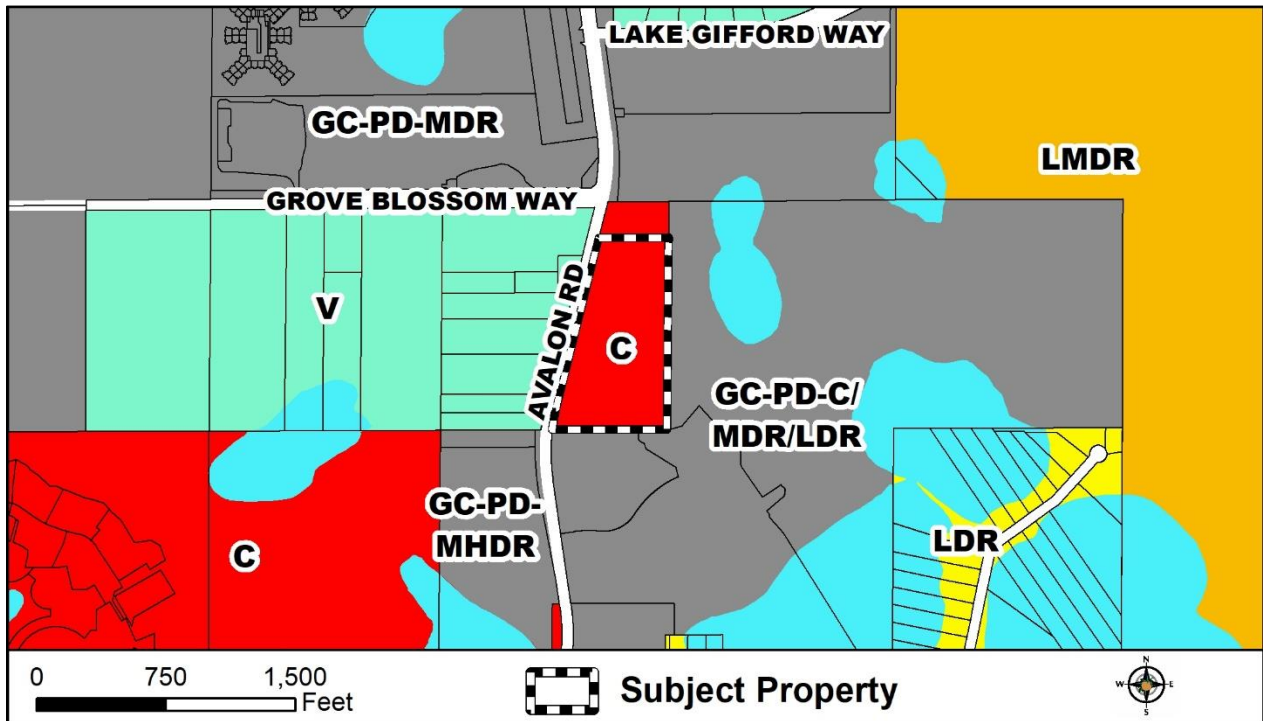 LAKE GIFFORD WAY
GC-PD-MDR
LMDR
GROVE BLOSSOM WAY
AVALON RD
V
C
GC-PD-C/
MDR/LDR
GC-PD-
MHDR
C
LDR
0 750 1,500
Feet
Subject Property
N
W E
S